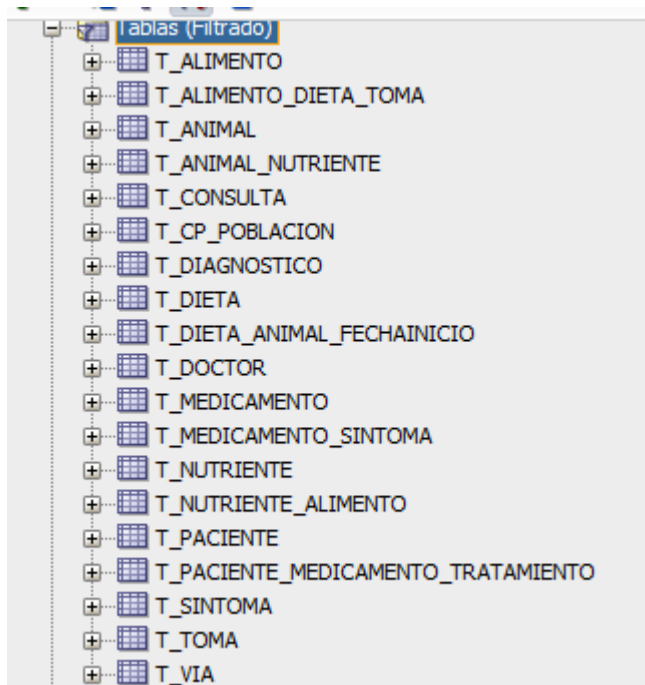 Tablas (Filtrado)
T_ALIMENTO
T_ALIMENTO_DIETA_TOMA
T_ANIMAL
T_ANIMAL_NUTRIENTE
T_CONSULTA
T_CP_POBLACION
T_DIAGNOSTICO
T_DIETA
T_DIETA_ANIMAL_FECHAINICIO
T_DOCTOR
T_MEDICAMENTO
T_MEDICAMENTO_SINTOMA
T_NUTRIENTE
T_NUTRIENTE_ALIMENTO
T_PACIENTE
T_PACIENTE_MEDICAMENTO_TRATAMIENTO
T_SINTOMA
T_TOMA
T_VIA